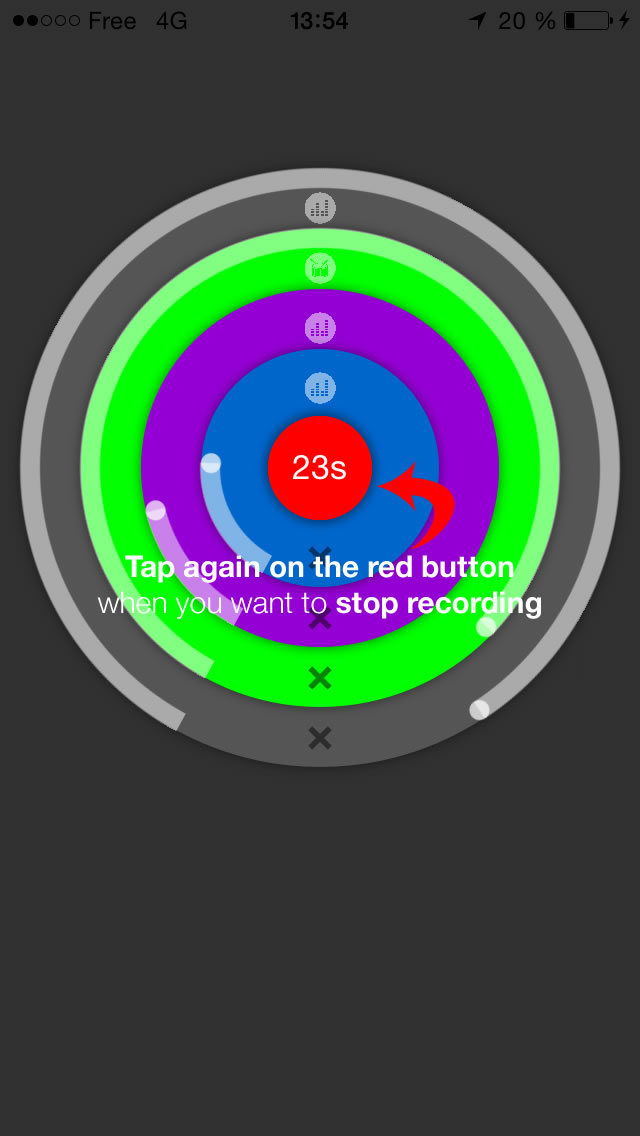 Free 4G 13:54 20 %
23s
Tap again on the red button
when you want to stop recording